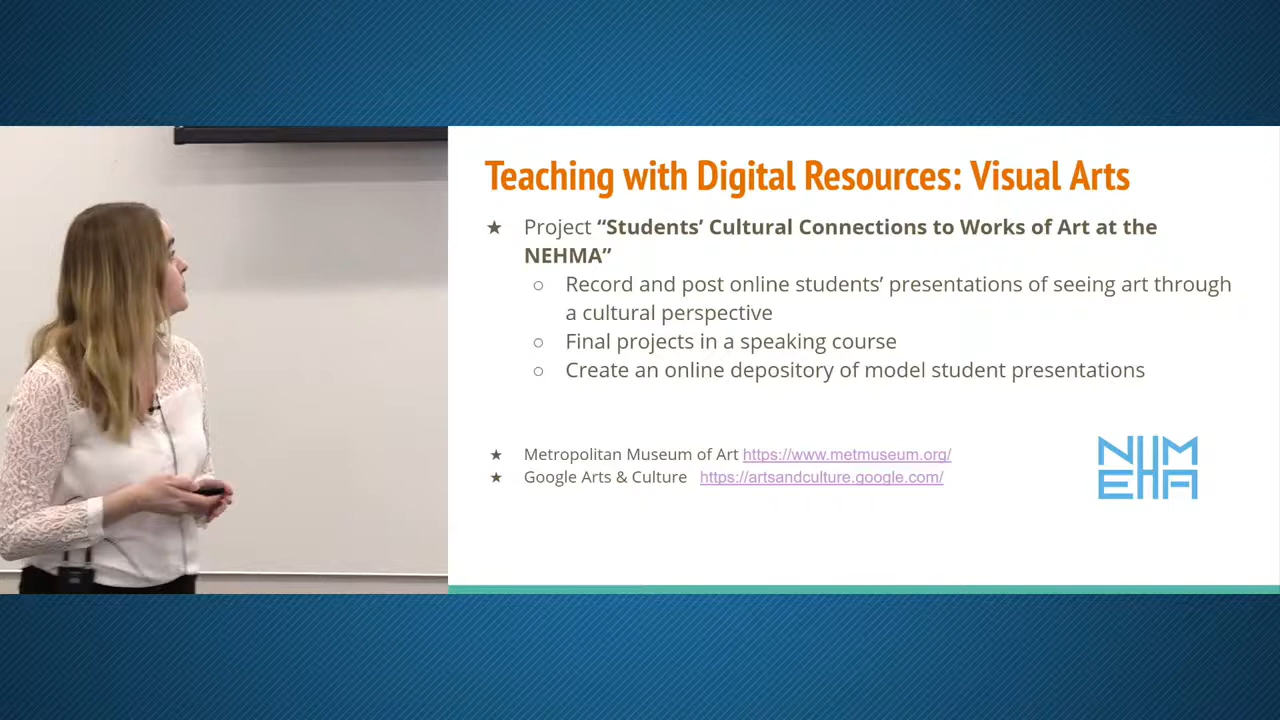 Teaching with Digital Resources: Visual Arts
★ Project “Students’ Cultural Connections to Works of Art at the
NEHMA”
○ Record and post online students’ presentations of seeing art through
a cultural perspective
○ Final projects in a speaking course
○ Create an online depository of model student presentations
★ Metropolitan Museum of Art https://www.metmuseum.org/
★ Google Arts & Culture https://artsandculture.google.com/